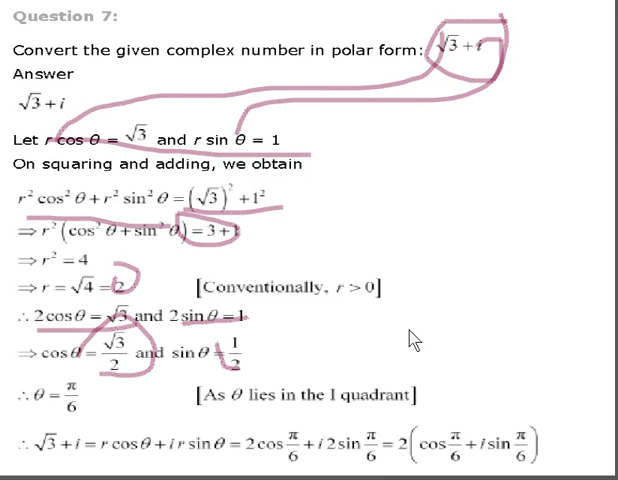 Question 7:
Convert the given complex number in polar form: √3 + i
Answer
√3 + i
Let r cos θ = √3 and r sin θ = 1
On squaring and adding, we obtain
r² cos² θ + r² sin² θ = (√3)² + 1²
⇒ r² (cos² θ + sin² θ) = 3 + 1
⇒ r² = 4
⇒ r = √4 = 2 [Conventionally, r > 0]
∴ 2 cos θ = √3 and 2 sin θ = 1
⇒ cos θ = √3/2 and sin θ = 1/2
∴ θ = π/6 [As θ lies in the I quadrant]
∴ √3 + i = r cos θ + i r sin θ = 2 cos π/6 + i 2 sin π/6 = 2 (cos π/6 + i sin π/6)